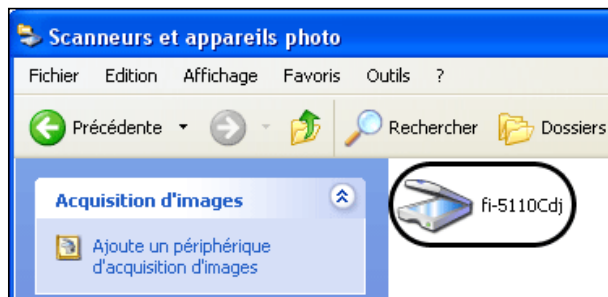 Scanneurs et appareils photo
Fichier Edition Affichage Favoris Outils ?
Précédente Rechercher Dossiers
Acquisition d'images
fi-5110Cdj
Ajoute un périphérique
d'acquisition d'images